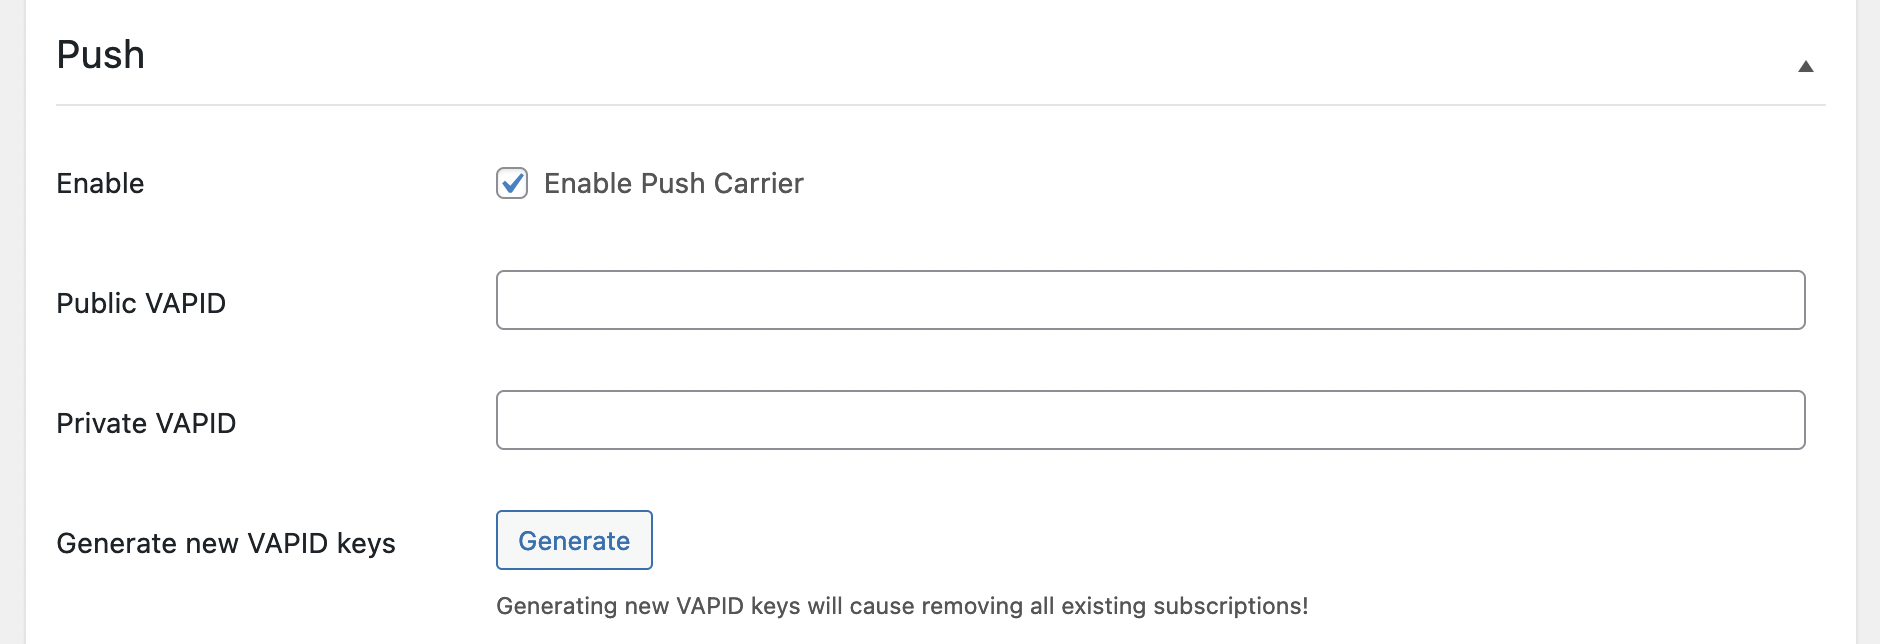 Push
Enable
Enable Push Carrier
Public VAPID
Private VAPID
Generate new VAPID keys
Generate
Generating new VAPID keys will cause removing all existing subscriptions!